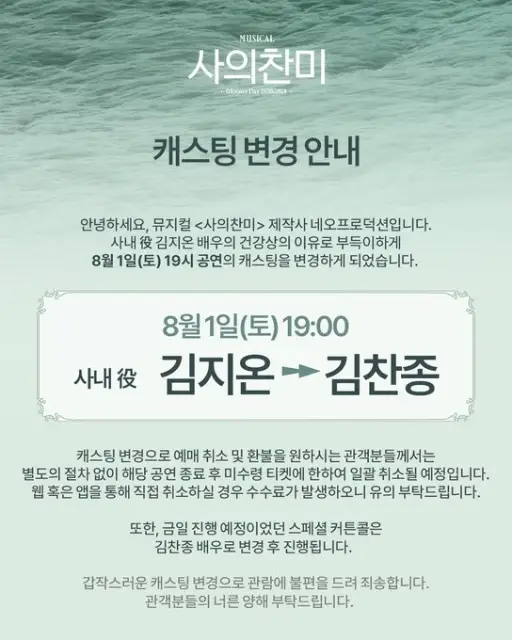 MUSICAL
사의찬미
캐스팅 변경 안내
안녕하세요, 뮤지컬 <사의찬미> 제작사 네오프로덕션입니다.
사내 役 김지온 배우의 건강상의 이유로 부득이하게
8월 1일(토) 19시 공연의 캐스팅을 변경하게 되었습니다.
8월 1일(토) 19:00
사내 役 김지온 → 김찬종
캐스팅 변경으로 예매 취소 및 환불을 원하시는 관객분들께서는
별도의 절차 없이 해당 공연 종료 후 미수령 티켓에 한하여 일괄 취소될 예정입니다.
웹 혹은 앱을 통해 직접 취소하실 경우 수수료가 발생하오니 유의 부탁드립니다.
또한, 금일 진행 예정이었던 스페셜 커튼콜은
김찬종 배우로 변경 후 진행됩니다.
갑작스러운 캐스팅 변경으로 관람에 불편을 드려 죄송합니다.
관객분들의 너른 양해 부탁드립니다.